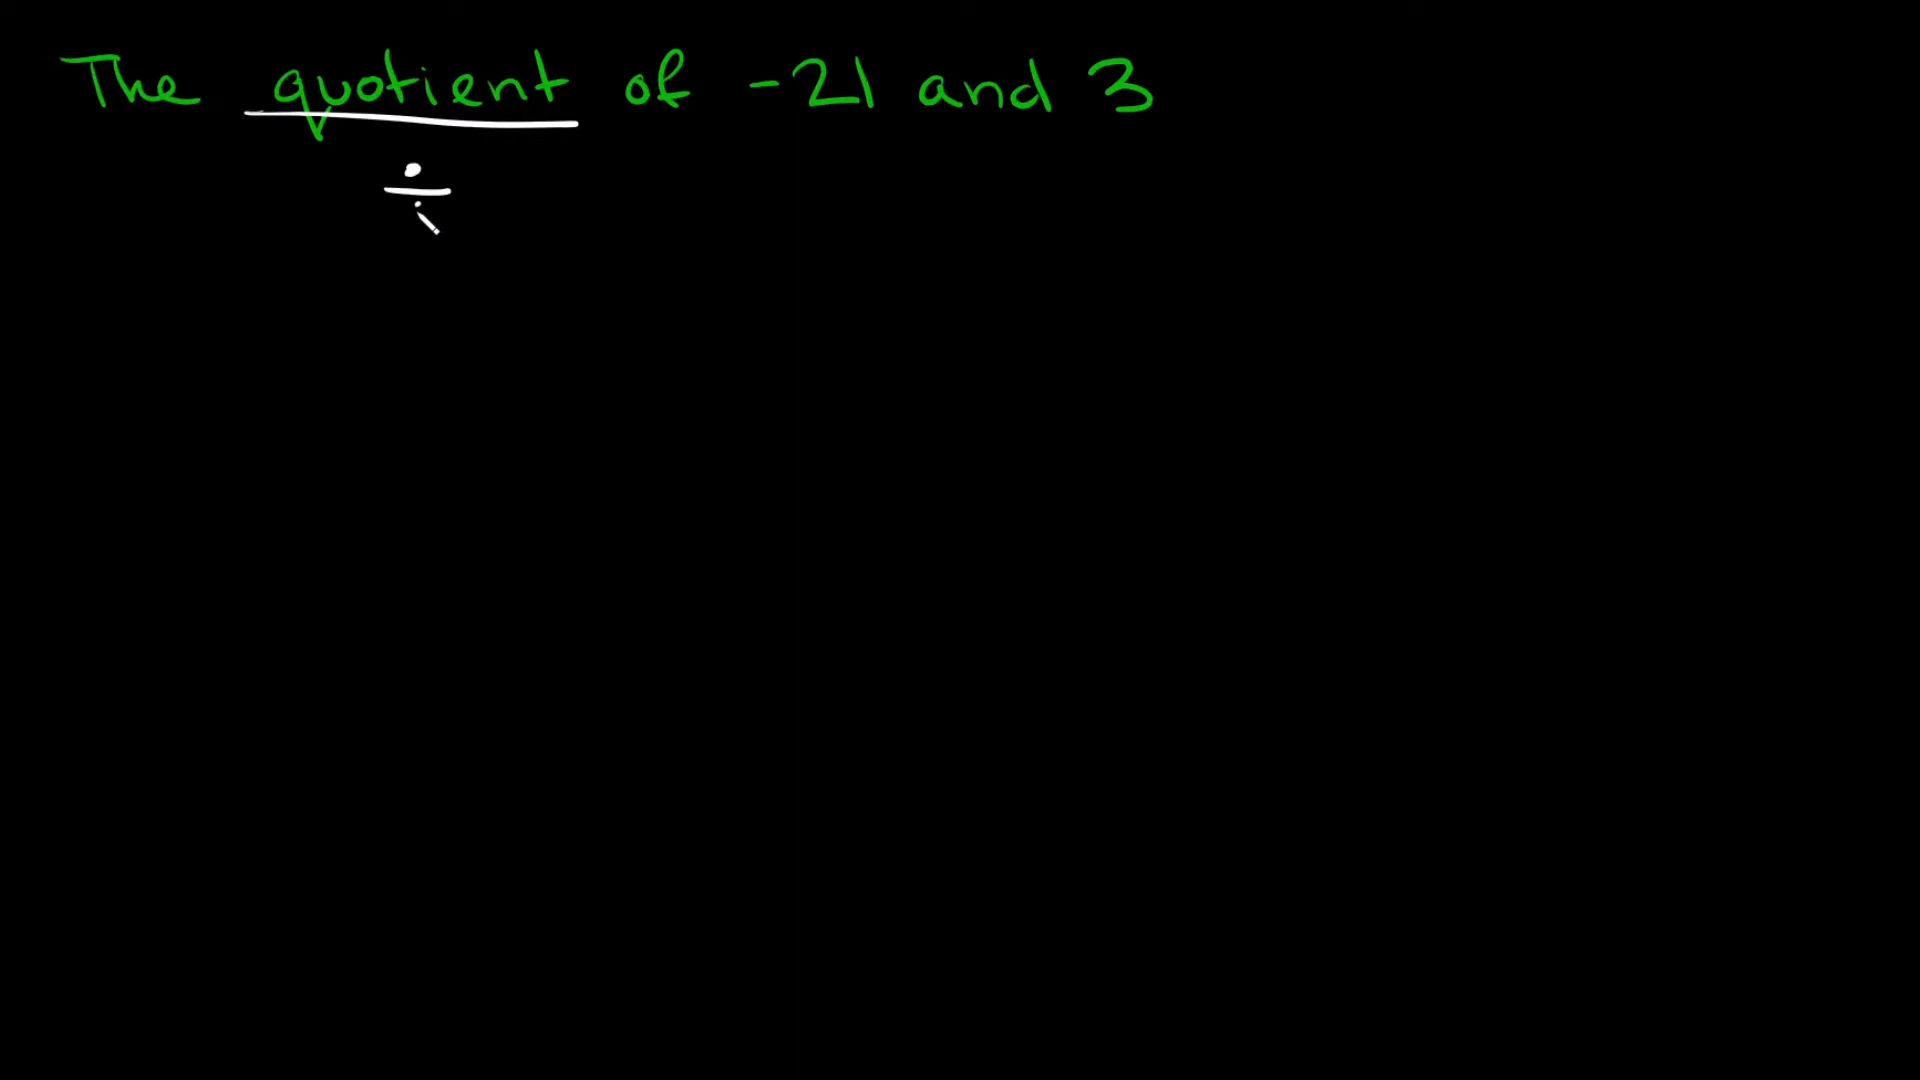 The quotient of -21 and 3
÷